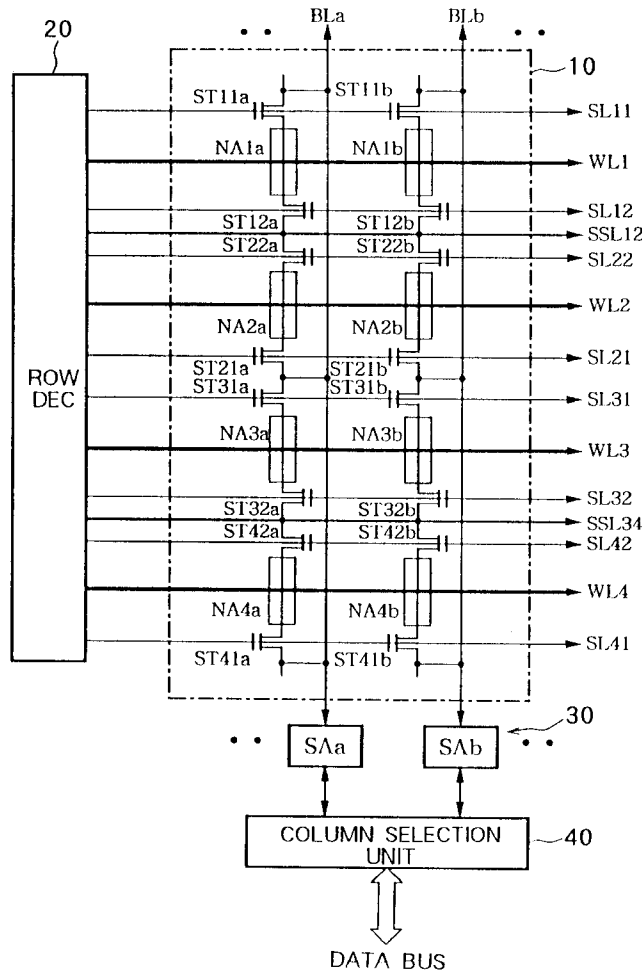 BLa BLb
20
10
ST11a ST11b SL11
NA1a NA1b WL1
SL12
ST12a ST12b SSL12
ST22a ST22b SL22
NA2a NA2b WL2
SL21
ST21a ST21b
ROW
DEC
ST31a ST31b SL31
NA3a NA3b WL3
SL32
ST32a ST32b SSL34
ST42a ST42b SL42
NA4a NA4b WL4
SL41
ST41a ST41b
30
SAa SAb
COLUMN SELECTION
UNIT
40
DATA BUS